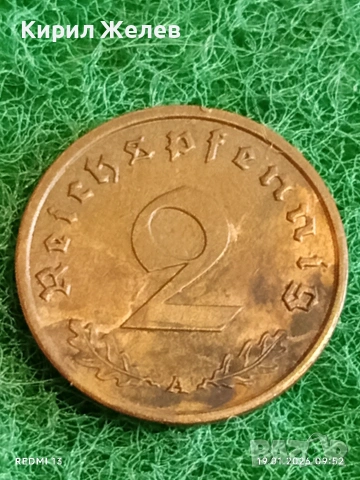 Кирил Желев
Reichspfennig
2
A
REDMI 13
19.01.2026 09:52